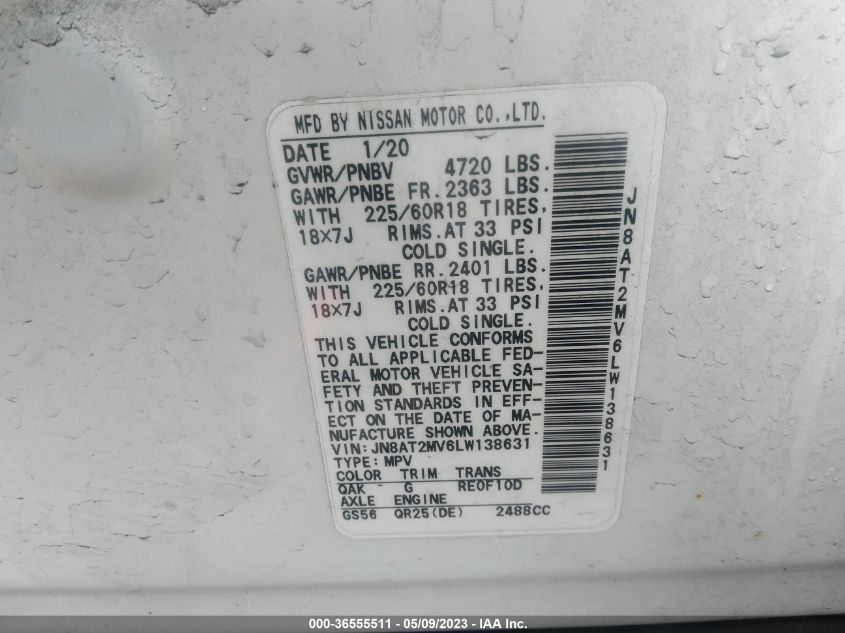 MFD BY NISSAN MOTOR CO.,LTD.
DATE 1/20
GVWR/PNBV 4720 LBS.
GAWR/PNBE FR. 2363 LBS.
WITH 225/60R18 TIRES,
18X7J RIMS.AT 33 PSI
COLD SINGLE.
GAWR/PNBE RR. 2401 LBS.
WITH 225/60R18 TIRES,
18X7J RIMS.AT 33 PSI
COLD SINGLE.
THIS VEHICLE CONFORMS
TO ALL APPLICABLE FED-
ERAL MOTOR VEHICLE SA-
FETY AND THEFT PREVEN-
TION STANDARDS IN EFF-
ECT ON THE DATE OF MA-
NUFACTURE SHOWN ABOVE.
VIN: JN8AT2MV6LW138631
TYPE: MPV
COLOR TRIM TRANS
QAK G RE0F10D
AXLE ENGINE
GS56 QR25(DE) 2488CC
JN8AT2MV6LW138631
000-36555511 - 05/09/2023 - 1st Impact Auctions, Inc.